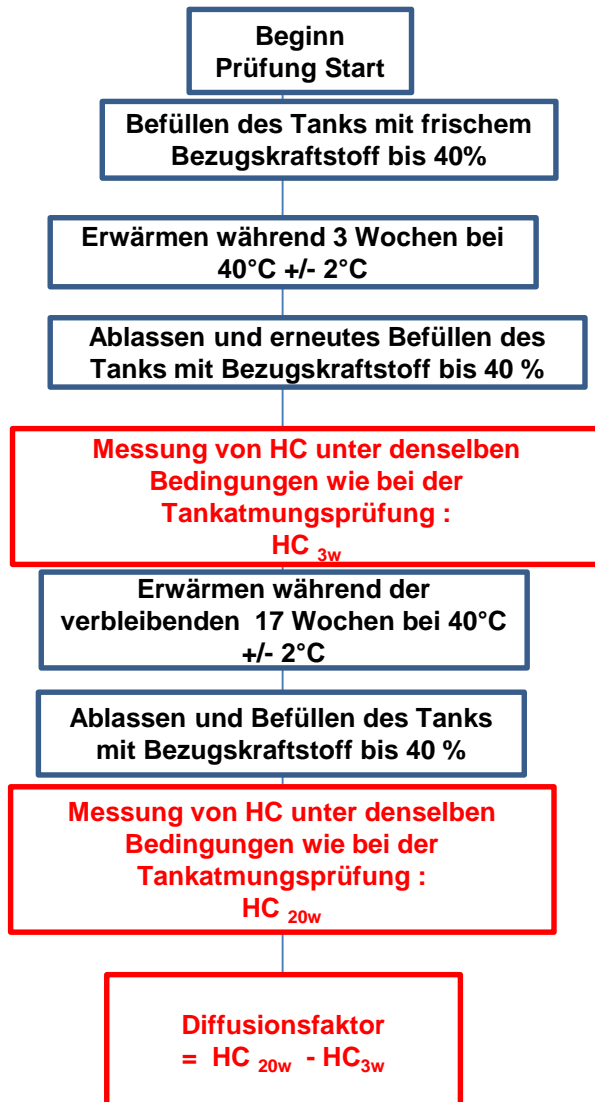 Beginn
Prüfung Start
Befüllen des Tanks mit frischem
Bezugskraftstoff bis 40%
Erwärmen während 3 Wochen bei
40°C +/- 2°C
Ablassen und erneutes Befüllen des
Tanks mit Bezugskraftstoff bis 40 %
Messung von HC unter denselben
Bedingungen wie bei der
Tankatmungsprüfung :
HC 3w
Erwärmen während der
verbleibenden 17 Wochen bei 40°C
+/- 2°C
Ablassen und Befüllen des Tanks
mit Bezugskraftstoff bis 40 %
Messung von HC unter denselben
Bedingungen wie bei der
Tankatmungsprüfung :
HC 20w
Diffusionsfaktor
= HC 20w - HC3w